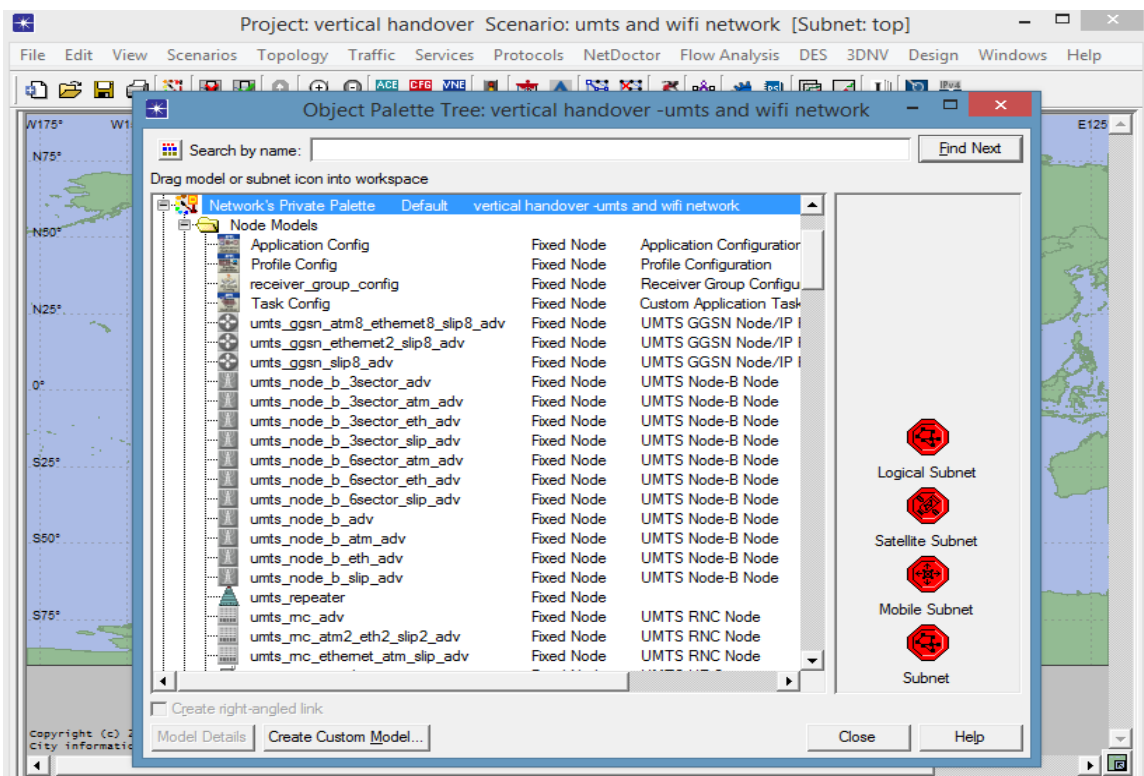 Project: vertical handover Scenario: umts and wifi network [Subnet: top]
File Edit View Scenarios Topology Traffic Services Protocols NetDoctor Flow Analysis DES 3DNV Design Windows Help
ACE CFG VNE IPv4
Object Palette Tree: vertical handover -umts and wifi network
W175° W1 E125
N75°
N50°
N25°
0°
S25°
S50°
S75°
Search by name: Find Next
Drag model or subnet icon into workspace
Network's Private Palette Default vertical handover -umts and wifi network
Node Models
Application Config Fixed Node Application Configuration
Profile Config Fixed Node Profile Configuration
receiver_group_config Fixed Node Receiver Group Configu
Task Config Fixed Node Custom Application Task
umts_ggsn_atm8_ethernet8_slip8_adv Fixed Node UMTS GGSN Node/IP
umts_ggsn_ethernet2_slip8_adv Fixed Node UMTS GGSN Node/IP
umts_ggsn_slip8_adv Fixed Node UMTS GGSN Node/IP
umts_node_b_3sector_adv Fixed Node UMTS Node-B Node
umts_node_b_3sector_atm_adv Fixed Node UMTS Node-B Node
umts_node_b_3sector_eth_adv Fixed Node UMTS Node-B Node
umts_node_b_3sector_slip_adv Fixed Node UMTS Node-B Node
umts_node_b_6sector_atm_adv Fixed Node UMTS Node-B Node
umts_node_b_6sector_eth_adv Fixed Node UMTS Node-B Node
umts_node_b_6sector_slip_adv Fixed Node UMTS Node-B Node
umts_node_b_adv Fixed Node UMTS Node-B Node
umts_node_b_atm_adv Fixed Node UMTS Node-B Node
umts_node_b_eth_adv Fixed Node UMTS Node-B Node
umts_node_b_slip_adv Fixed Node UMTS Node-B Node
umts_repeater Fixed Node
umts_rnc_adv Fixed Node UMTS RNC Node
umts_rnc_atm2_eth2_slip2_adv Fixed Node UMTS RNC Node
umts_rnc_ethernet_atm_slip_adv Fixed Node UMTS RNC Node
Logical Subnet
Satellite Subnet
Mobile Subnet
Subnet
Create right-angled link
Model Details Create Custom Model... Close Help
Copyright (c) 2
City informatic